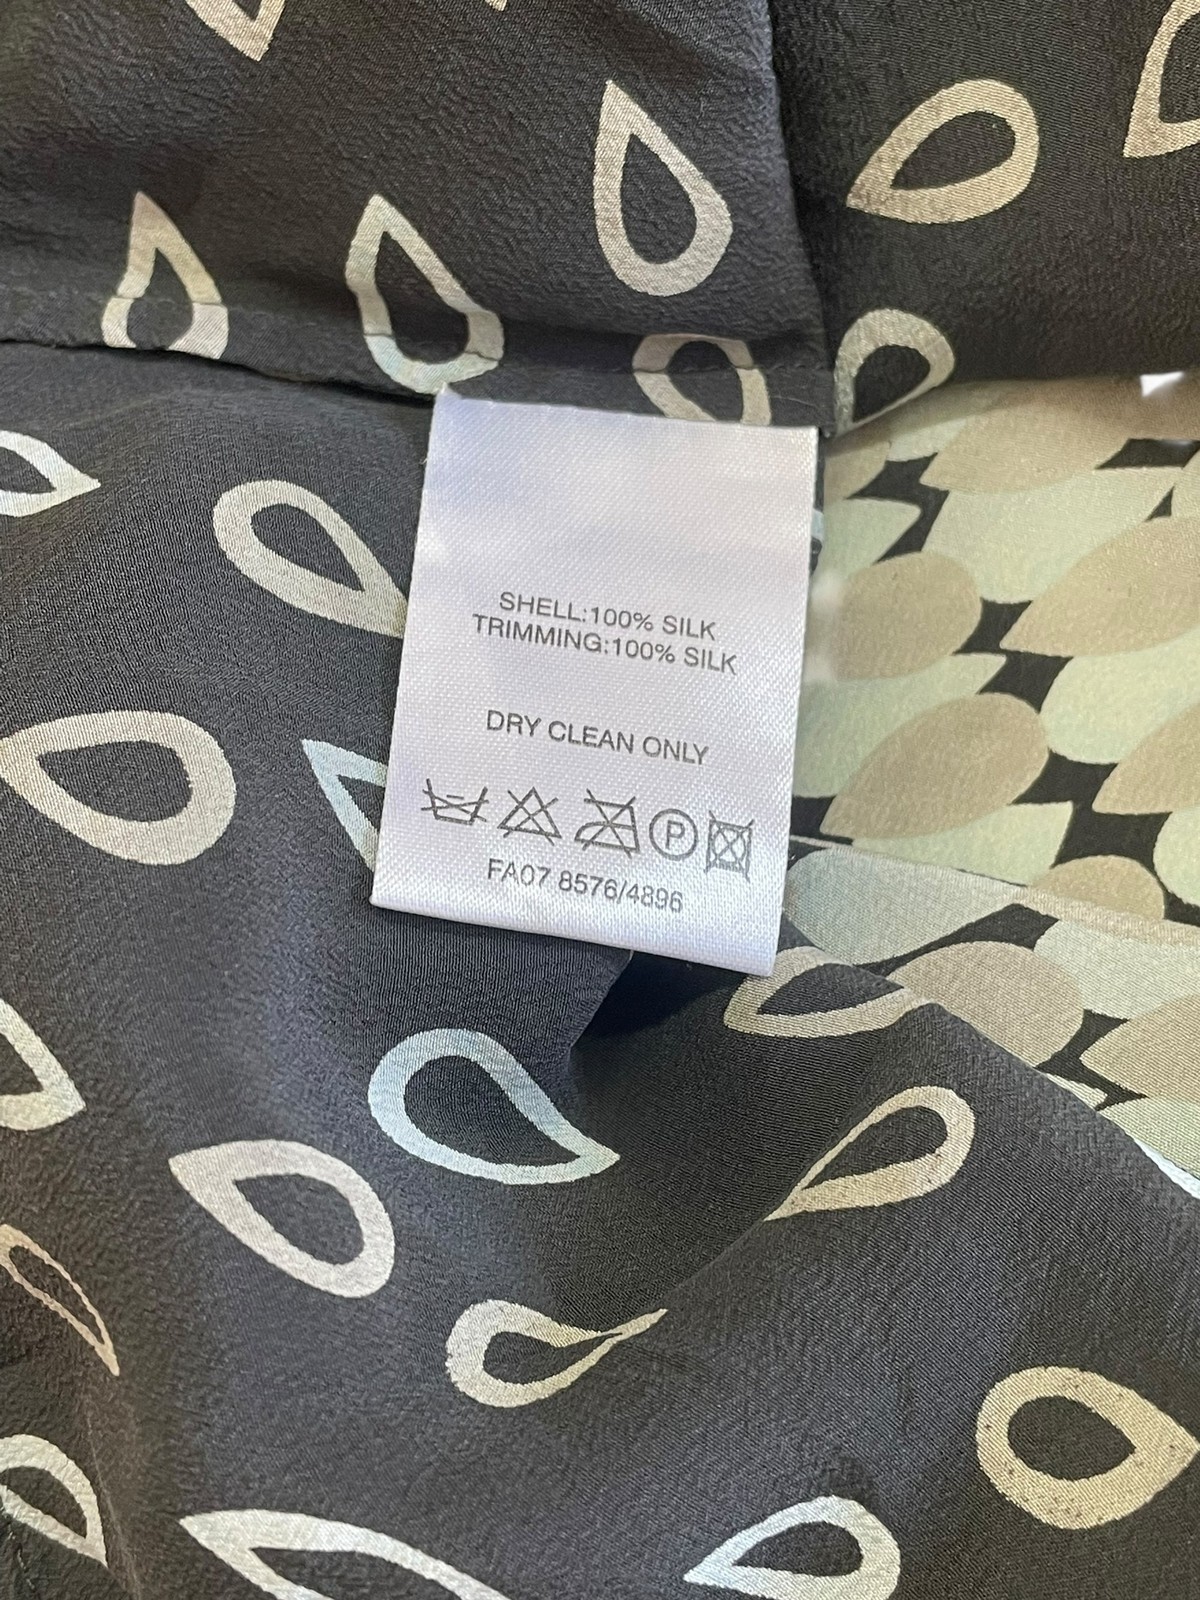 SHELL:100% SILK
TRIMMING:100% SILK
DRY CLEAN ONLY
P
FA07 8576/4896